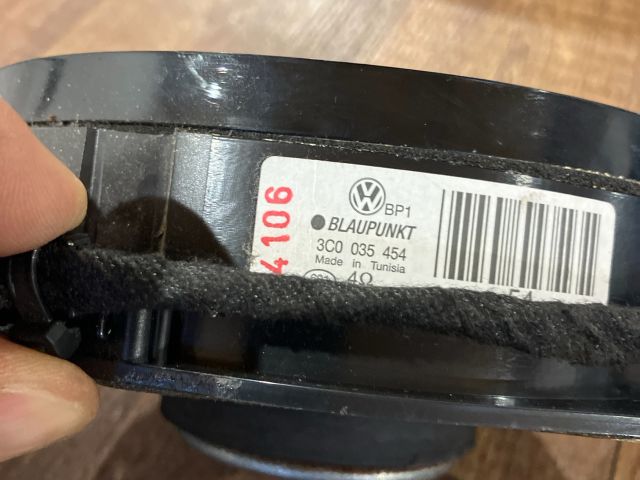 4106
VW
BP1
BLAUPUNKT
3C0 035 454
Made in Tunisia